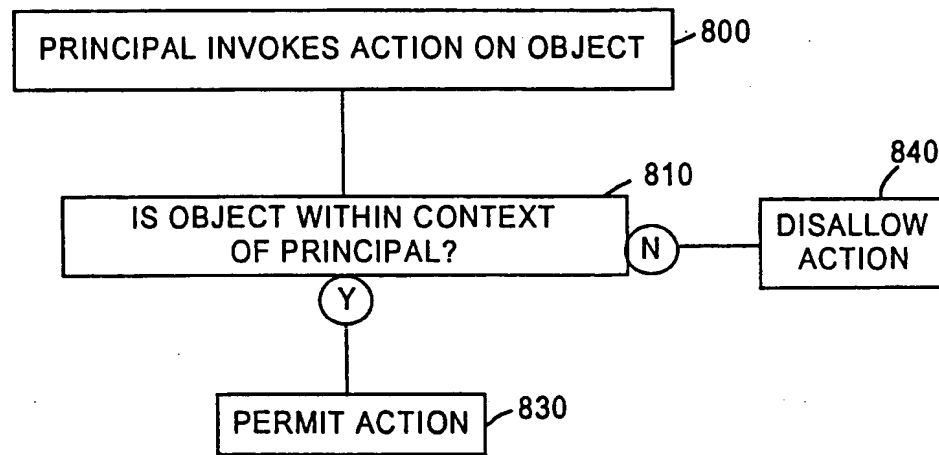 PRINCIPAL INVOKES ACTION ON OBJECT
800
810
IS OBJECT WITHIN CONTEXT
OF PRINCIPAL?
N
840
DISALLOW
ACTION
Y
PERMIT ACTION
830